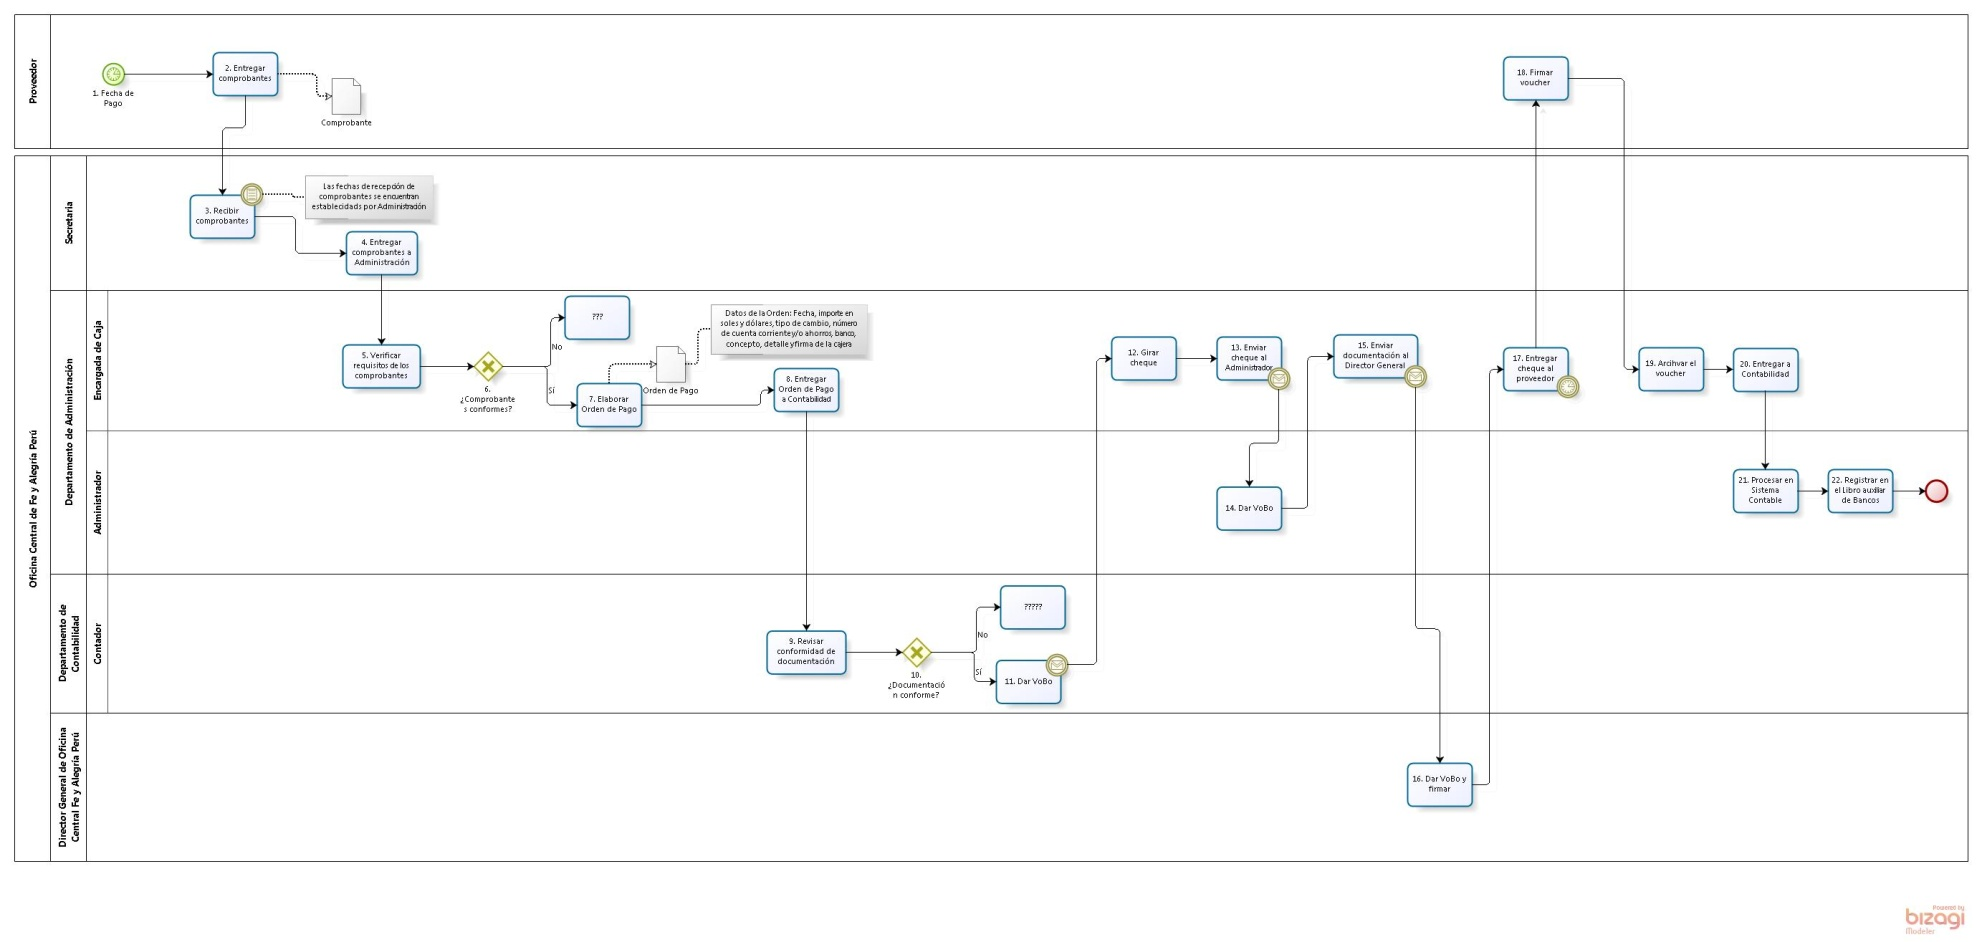 Proveedor
1. Fecha de
Pago
2. Entregar
comprobantes
Comprobante
18. Firmar
voucher
Oficina Central de Fe y Alegría Perú
Secretaria
3. Recibir
comprobantes
Las fechas de recepción de
comprobantes se encuentran
establecidads por Administración
4. Entregar
comprobantes a
Administración
Departamento de Administración
Encargada de Caja
5. Verificar
requisitos de los
comprobantes
6.
¿Comprobante
s conformes?
No
???
Sí
7. Elaborar
Orden de Pago
Orden de Pago
Datos de la Orden: Fecha, importe en
soles y dólares, tipo de cambio, número
de cuenta corriente y/o ahorros, banco,
concepto, detalle y firma de la cajera
8. Entregar
Orden de Pago
a Contabilidad
12. Girar
cheque
13. Enviar
cheque al
Administrador
15. Enviar
documentación al
Director General
17. Entregar
cheque al
proveedor
19. Arcihvar el
voucher
20. Entregar a
Contabilidad
Administrador
14. Dar VoBo
21. Procesar en
Sistema
Contable
22. Registrar en
el Libro auxiliar
de Bancos
Departamento de
Contabilidad
Contador
9. Revisar
conformidad de
documentación
10.
¿Documentació
n conforme?
No
?????
Sí
11. Dar VoBo
Director General de Oficina
Central Fe y Alegría Perú
16. Dar VoBo y
firmar
Powered by
bizagi
Modeler